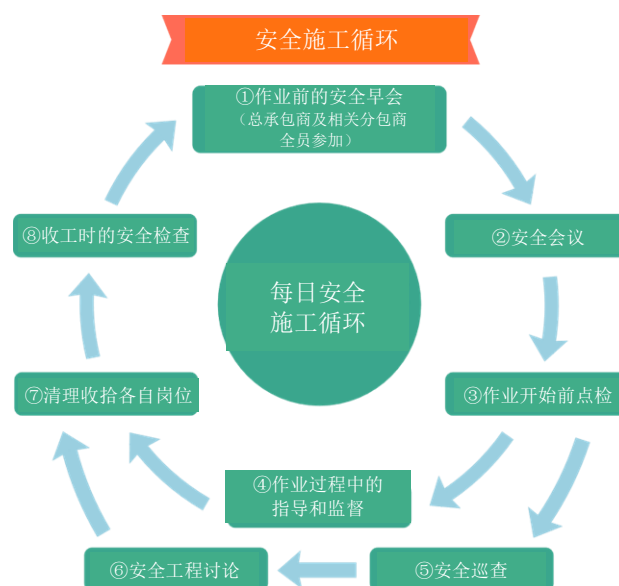 安全施工循环
①作业前的安全早会
（总承包商及相关分包商
全员参加）
②安全会议
③作业开始前点检
④作业过程中的
指导和监督
⑤安全巡查
⑥安全工程讨论
⑦清理收拾各自岗位
⑧收工时的安全检查
每日安全
施工循环